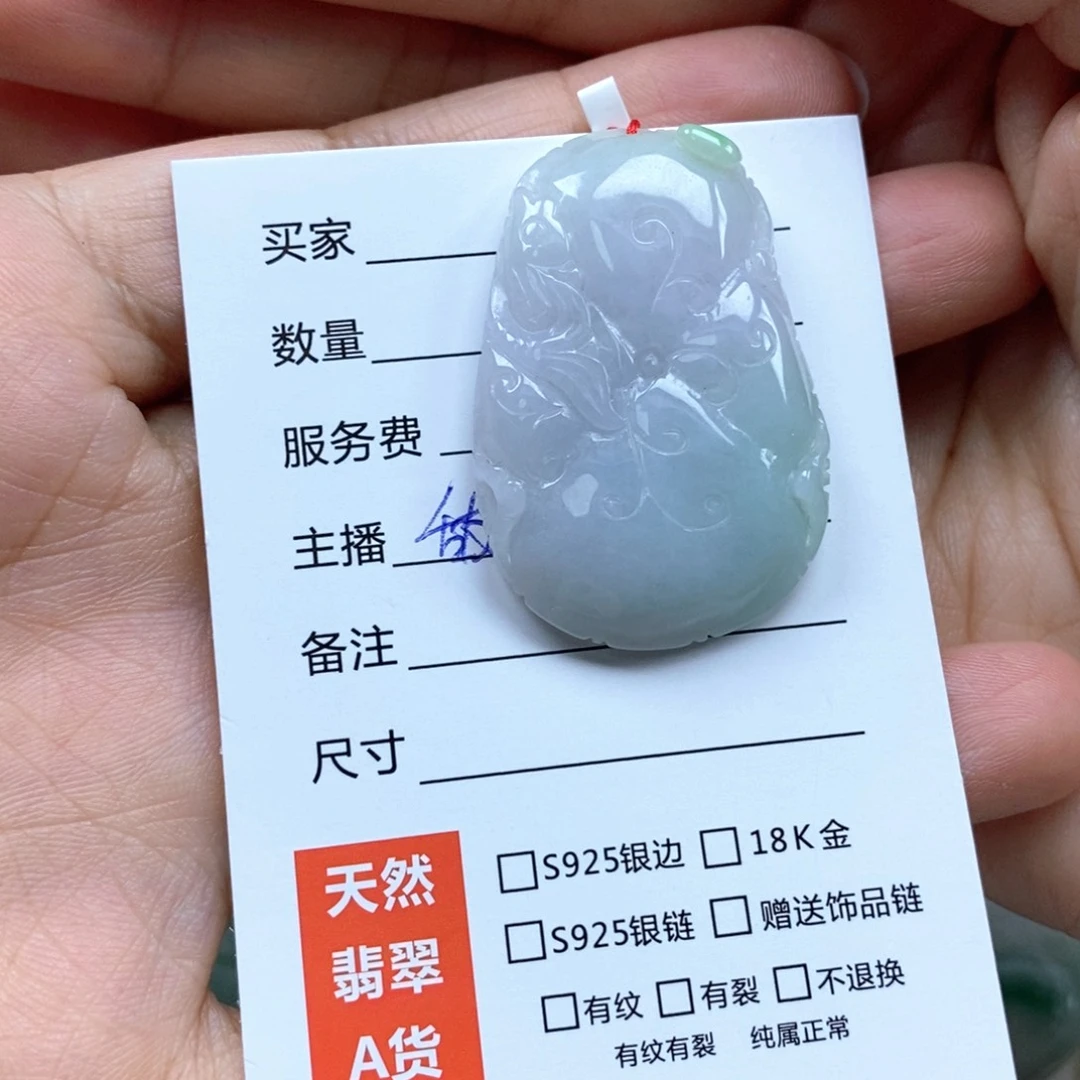 买家
数量
服务费
主播
备注
尺寸
天然
翡翠
A货
□S925银边 □18K金
□S925银链 □赠送饰品链
□有纹 □有裂 □不退换
有纹有裂 纯属正常